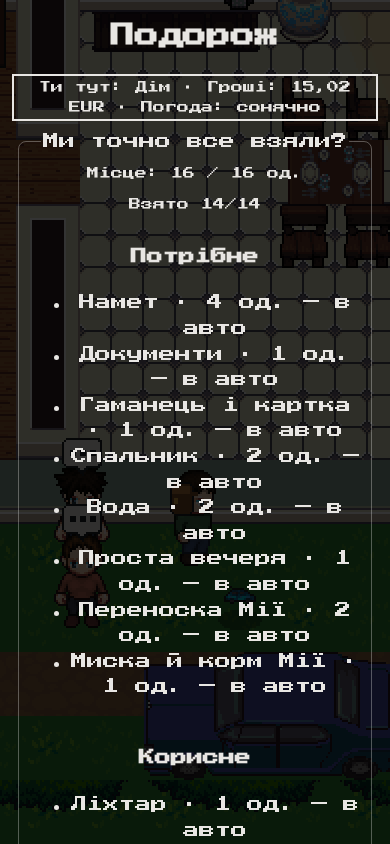 Подорож
Ти тут: Дім · Гроші: 15,02
EUR · Погода: сонячно
Ми точно все взяли?
Місце: 16 / 16 од.
Взято 14/14
Потрібне
. Намет · 4 од. — в
авто
. Документи · 1 од.
— в авто
. Гаманець і картка
· 1 од. — в авто
. Спальник · 2 од. —
в авто
. Вода · 2 од. — в
авто
. Проста вечеря · 1
од. — в авто
. Переноска Мії · 2
од. — в авто
. Миска й корм Мії ·
1 од. — в авто
Корисне
. Ліхтар · 1 од. — в
авто